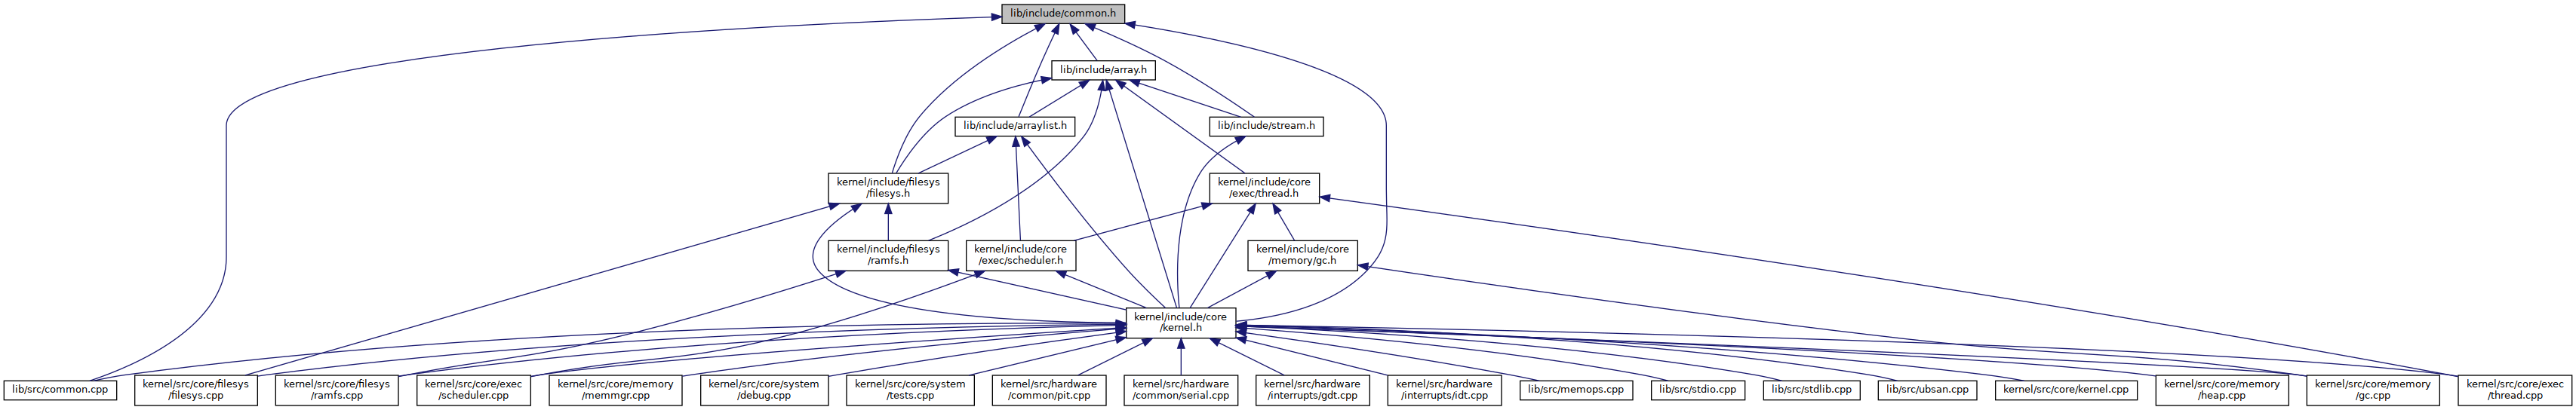 lib/include/common.h
lib/include/array.h
lib/include/arraylist.h
lib/include/stream.h
kernel/include/filesys
/filesys.h
kernel/include/core
/exec/thread.h
kernel/include/filesys
/ramfs.h
kernel/include/core
/exec/scheduler.h
kernel/include/core
/memory/gc.h
kernel/include/core
/kernel.h
lib/src/common.cpp
kernel/src/core/filesys
/filesys.cpp
kernel/src/core/filesys
/ramfs.cpp
kernel/src/core/exec
/scheduler.cpp
kernel/src/core/memory
/memmgr.cpp
kernel/src/core/system
/debug.cpp
kernel/src/core/system
/tests.cpp
kernel/src/hardware
/common/pit.cpp
kernel/src/hardware
/common/serial.cpp
kernel/src/hardware
/interrupts/gdt.cpp
kernel/src/hardware
/interrupts/idt.cpp
lib/src/memops.cpp
lib/src/stdio.cpp
lib/src/stdlib.cpp
lib/src/ubsan.cpp
kernel/src/core/kernel.cpp
kernel/src/core/memory
/heap.cpp
kernel/src/core/memory
/gc.cpp
kernel/src/core/exec
/thread.cpp